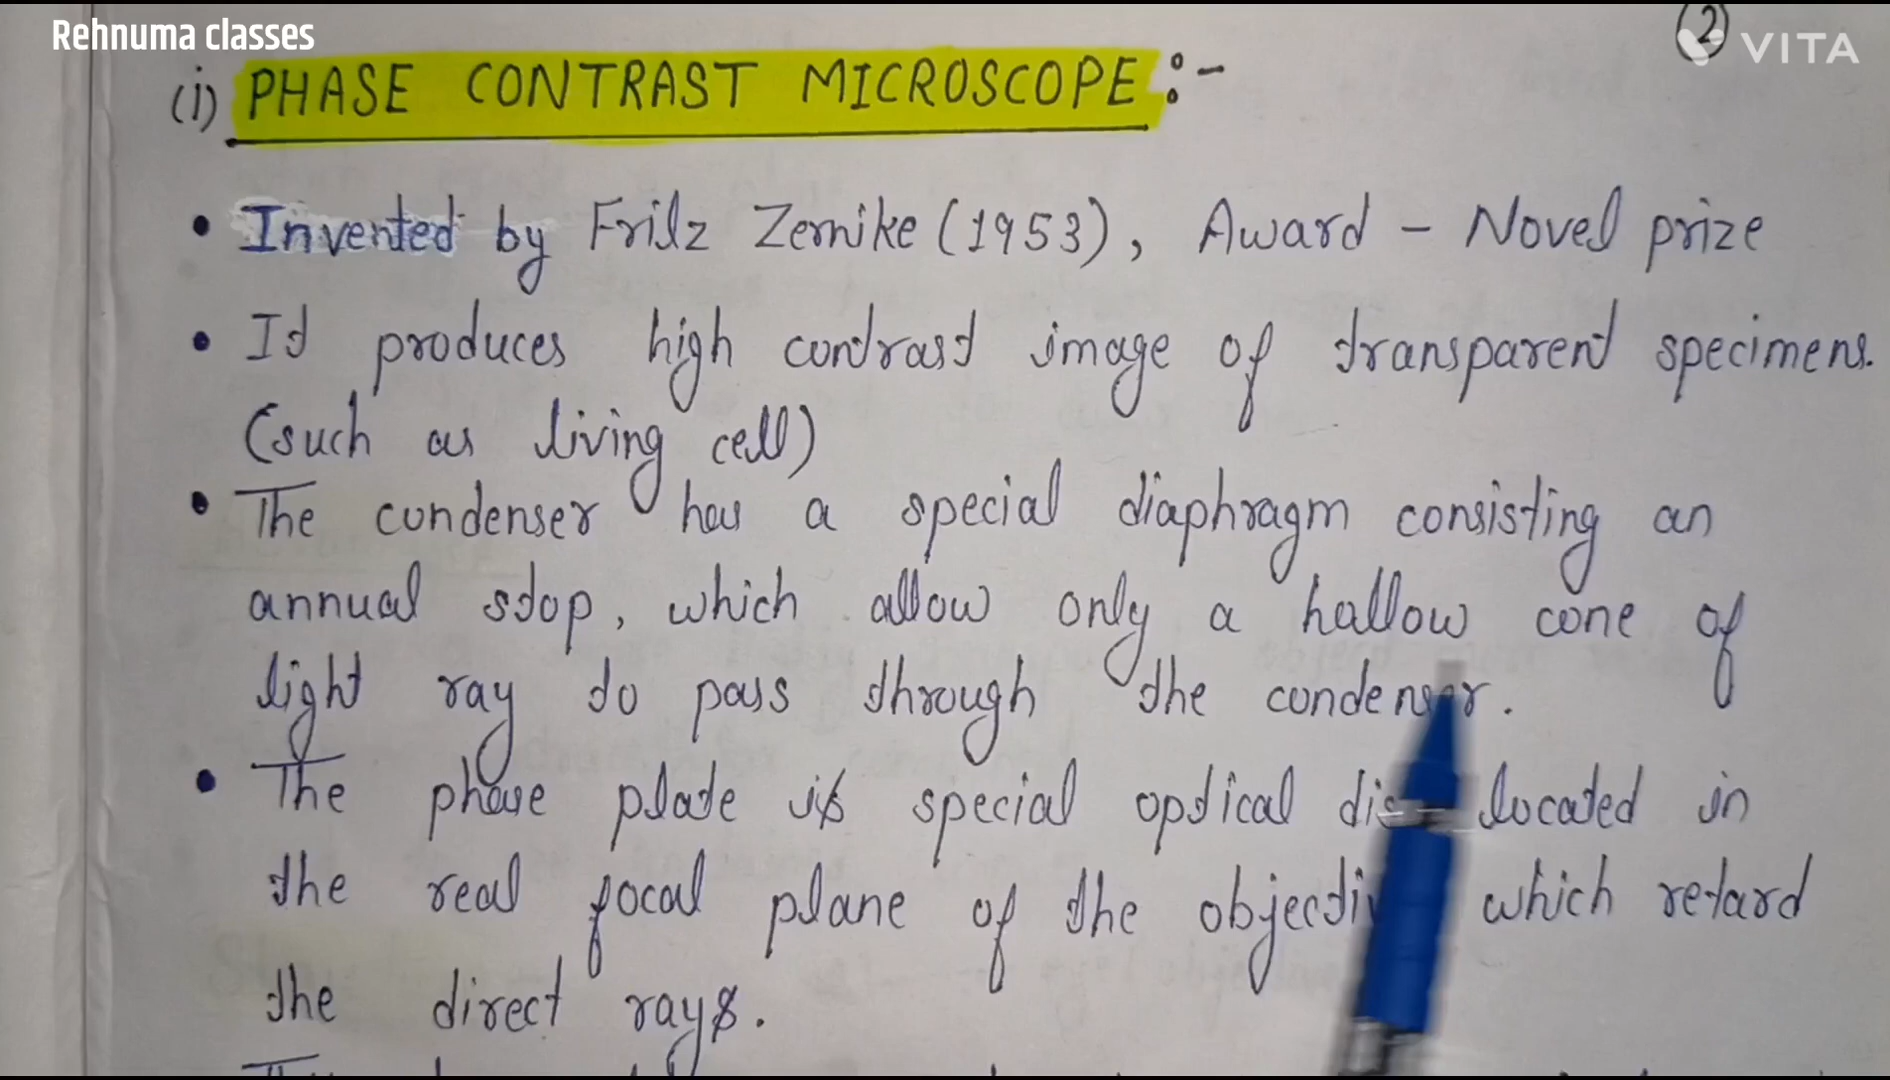 Rehnuma classes
2
VITA
(i) PHASE CONTRAST MICROSCOPE :-
• Invented by Fritz Zernike (1953), Award - Novel prize
• It produces high contrast image of transparent specimens.
(such as living cell)
• The condenser has a special diaphragm consisting an
annual stop, which allow only a hallow cone of
light ray to pass through the condenser.
• The phase plate is special optical located in
the real focal plane of the which retard
the direct rays.